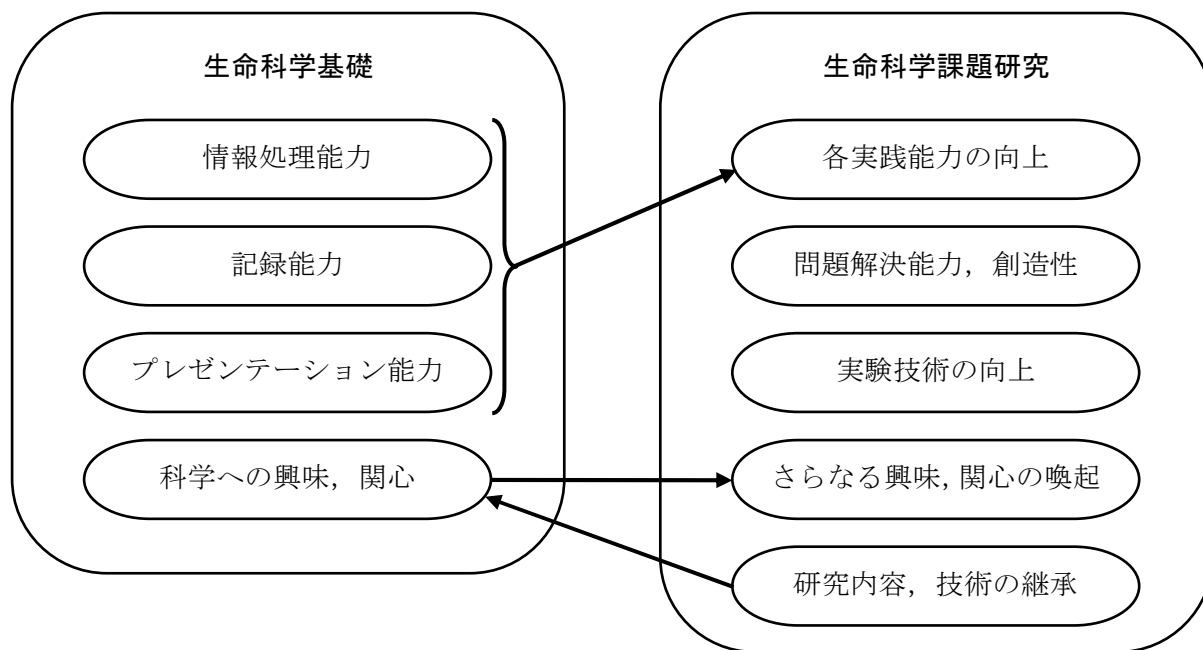 生命科学基礎
情報処理能力
記録能力
プレゼンテーション能力
科学への興味，関心
生命科学課題研究
各実践能力の向上
問題解決能力，創造性
実験技術の向上
さらなる興味，関心の喚起
研究内容，技術の継承